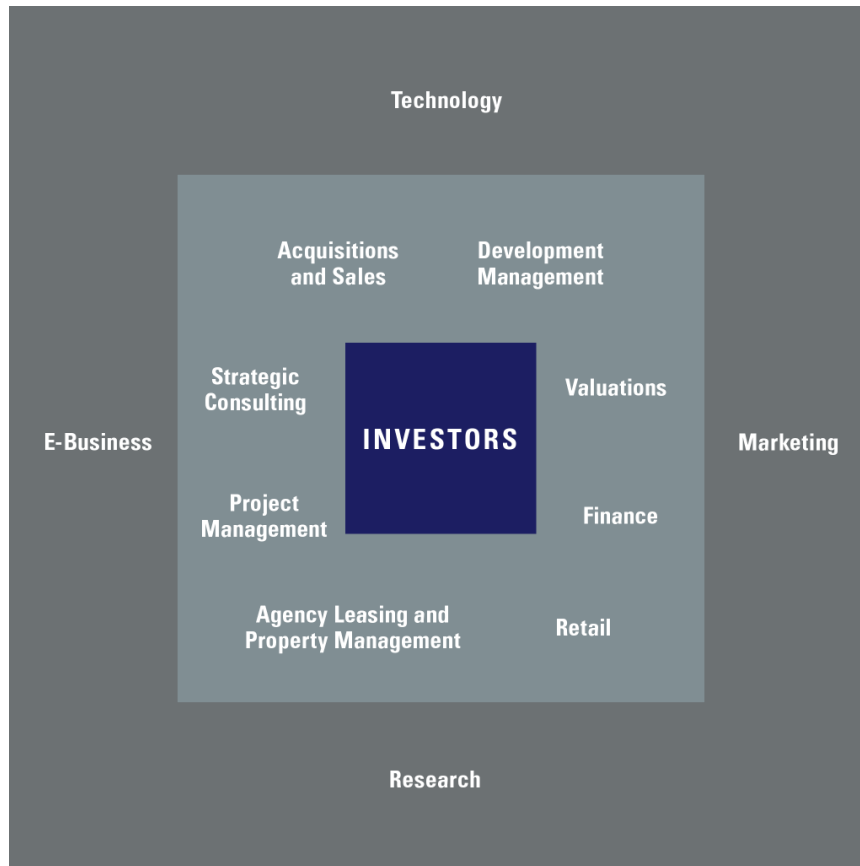 Technology
Acquisitions
and Sales
Development
Management
Strategic
Consulting
Valuations
E-Business
INVESTORS
Marketing
Project
Management
Finance
Agency Leasing and
Property Management
Retail
Research